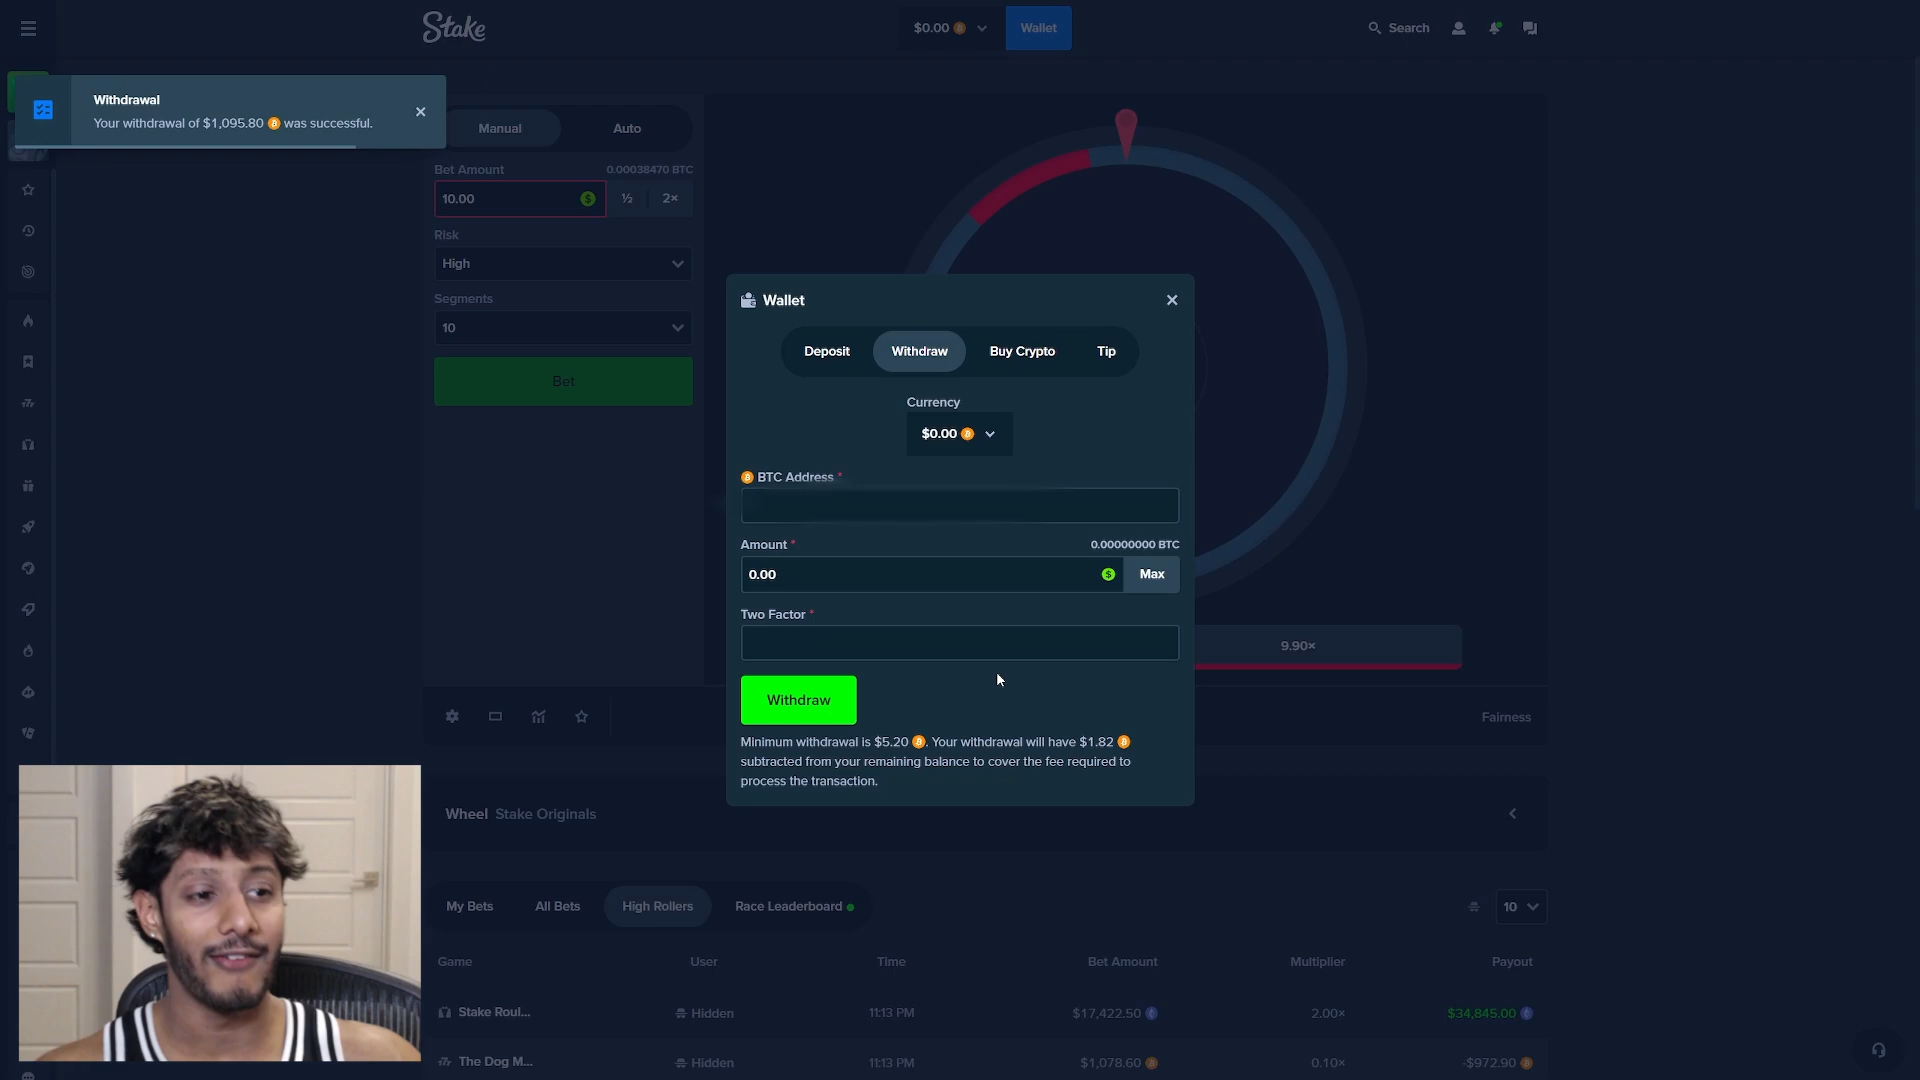 Stake
$0.00
Wallet
Search
Withdrawal
Your withdrawal of $1,095.80 was successful.
Manual
Auto
Bet Amount
0.00038470 BTC
10.00
½
2×
Risk
High
Segments
10
Bet
Wallet
Deposit
Withdraw
Buy Crypto
Tip
Currency
$0.00
BTC Address *
Amount *
0.00000000 BTC
0.00
Max
Two Factor *
Withdraw
Minimum withdrawal is $5.20 . Your withdrawal will have $1.82
subtracted from your remaining balance to cover the fee required to
process the transaction.
9.90×
Fairness
Wheel Stake Originals
My Bets
All Bets
High Rollers
Race Leaderboard
10
Game
User
Time
Bet Amount
Multiplier
Payout
Stake Roul...
Hidden
11:13 PM
$17,422.50
2.00×
$34,845.00
The Dog M...
Hidden
11:13 PM
$1,078.60
0.10×
-$972.90